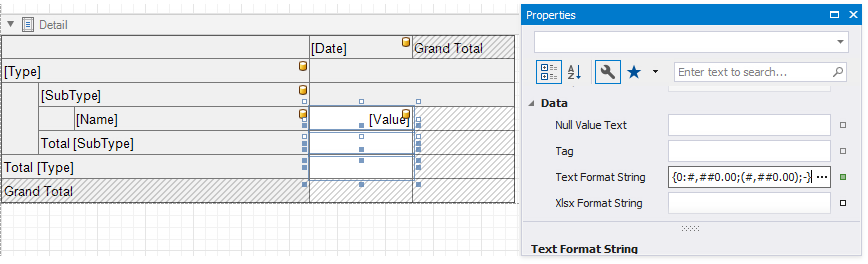 Detail
[Date] Grand Total
[Type]
[SubType]
[Name] [Value]
Total [SubType]
Total [Type]
Grand Total
Properties
Enter text to search...
Data
Null Value Text
Tag
Text Format String {0:#,##0.00;(#,##0.00);-} ...
Xlsx Format String
Text Format String